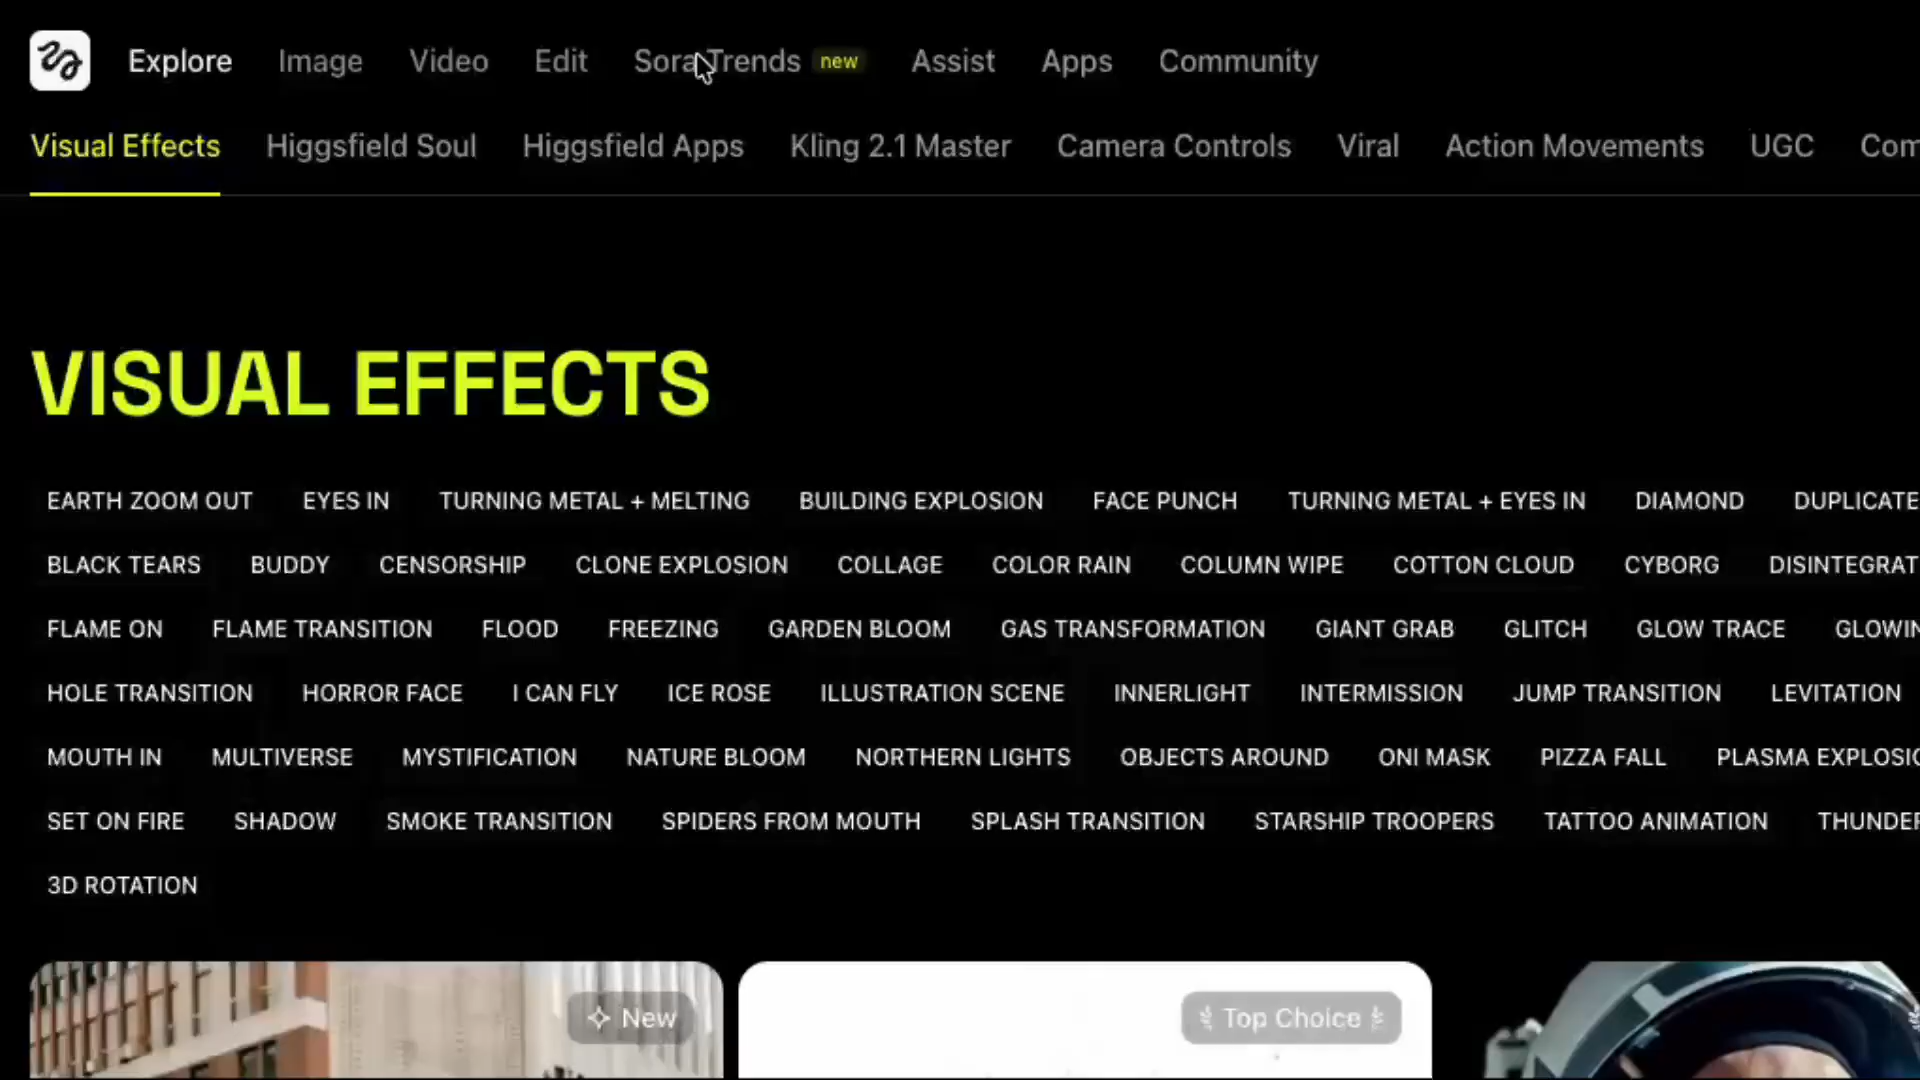 Explore Image Video Edit Sora Trends new Assist Apps Community
Visual Effects Higgsfield Soul Higgsfield Apps Kling 2.1 Master Camera Controls Viral Action Movements UGC Com
VISUAL EFFECTS
EARTH ZOOM OUT EYES IN TURNING METAL + MELTING BUILDING EXPLOSION FACE PUNCH TURNING METAL + EYES IN DIAMOND DUPLICATE
BLACK TEARS BUDDY CENSORSHIP CLONE EXPLOSION COLLAGE COLOR RAIN COLUMN WIPE COTTON CLOUD CYBORG DISINTEGRAT
FLAME ON FLAME TRANSITION FLOOD FREEZING GARDEN BLOOM GAS TRANSFORMATION GIANT GRAB GLITCH GLOW TRACE GLOWIN
HOLE TRANSITION HORROR FACE I CAN FLY ICE ROSE ILLUSTRATION SCENE INNERLIGHT INTERMISSION JUMP TRANSITION LEVITATION
MOUTH IN MULTIVERSE MYSTIFICATION NATURE BLOOM NORTHERN LIGHTS OBJECTS AROUND ONI MASK PIZZA FALL PLASMA EXPLOSIO
SET ON FIRE SHADOW SMOKE TRANSITION SPIDERS FROM MOUTH SPLASH TRANSITION STARSHIP TROOPERS TATTOO ANIMATION THUNDER
3D ROTATION
New Top Choice